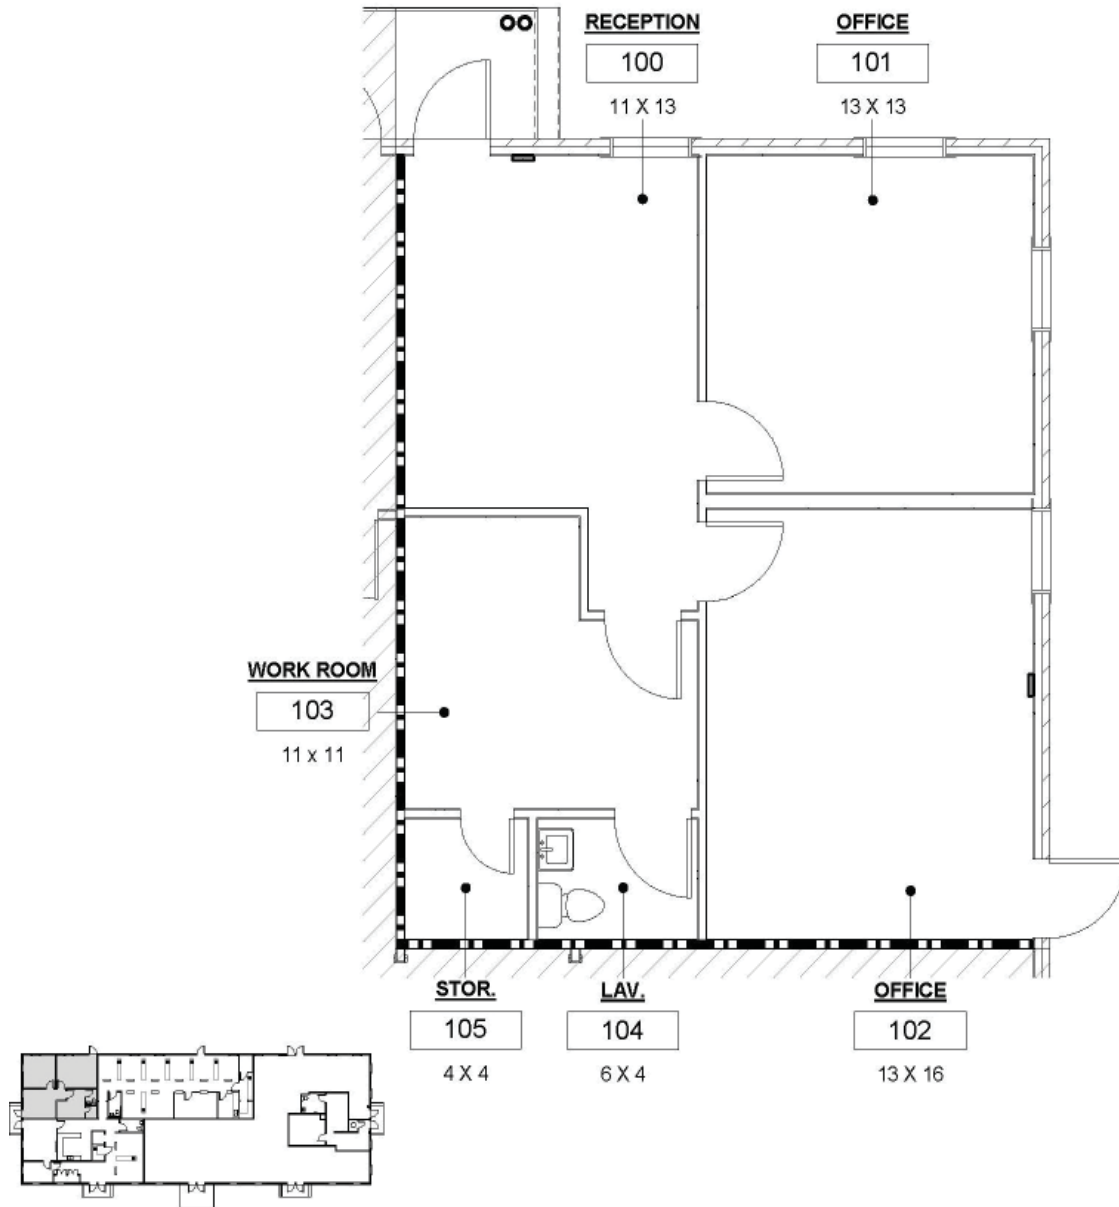 RECEPTION
100
11 X 13
OFFICE
101
13 X 13
WORK ROOM
103
11 x 11
STOR.
105
4 X 4
LAV.
104
6 X 4
OFFICE
102
13 X 16